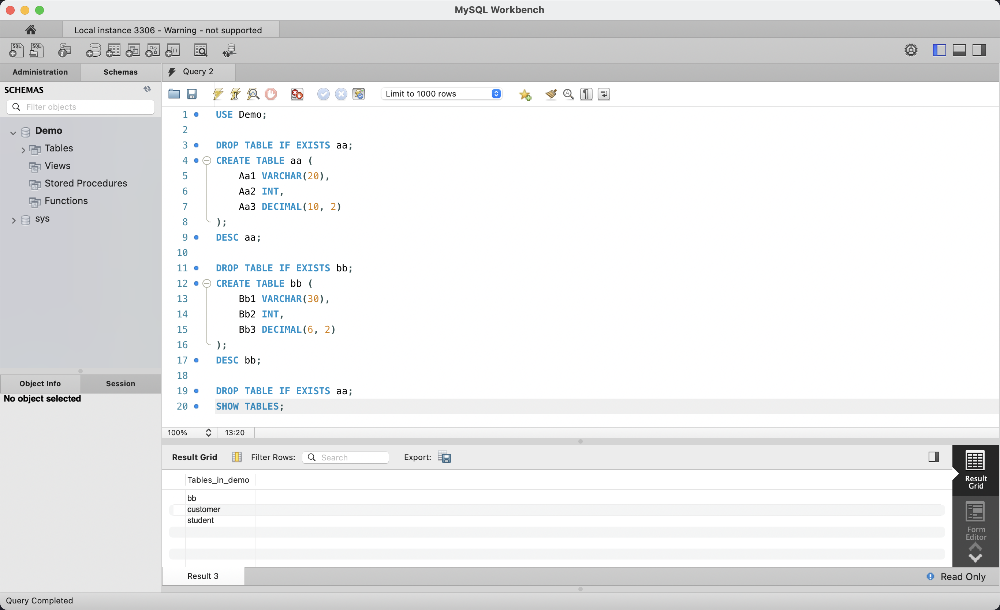 MySQL Workbench
Local instance 3306 - Warning - not supported
SQL SQL i f()
Administration Schemas Query 2
SCHEMAS
Filter objects
Limit to 1000 rows
Demo
Tables
Views
Stored Procedures
Functions
sys
1 USE Demo;
2
3 DROP TABLE IF EXISTS aa;
4 CREATE TABLE aa (
5 Aa1 VARCHAR(20),
6 Aa2 INT,
7 Aa3 DECIMAL(10, 2)
8 );
9 DESC aa;
10
11 DROP TABLE IF EXISTS bb;
12 CREATE TABLE bb (
13 Bb1 VARCHAR(30),
14 Bb2 INT,
15 Bb3 DECIMAL(6, 2)
16 );
17 DESC bb;
18
19 DROP TABLE IF EXISTS aa;
20 SHOW TABLES;
Object Info Session
No object selected
100% 13:20
Result Grid Filter Rows: Search Export:
Tables_in_demo
bb
customer
student
Result
Grid
Form
Editor
Result 3 Read Only
Query Completed